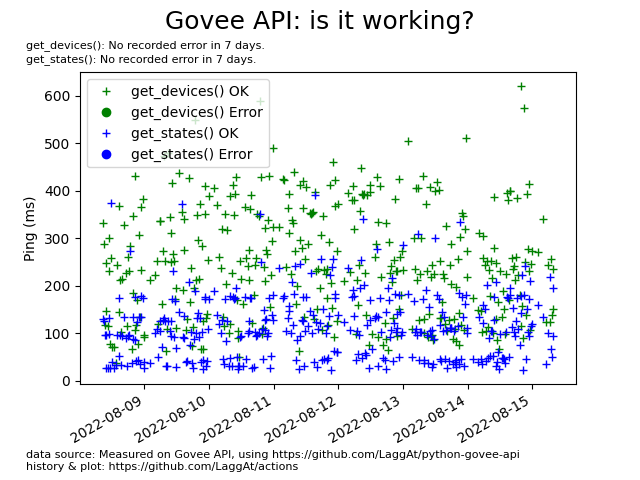 Govee API: is it working?
get_devices(): No recorded error in 7 days.
get_states(): No recorded error in 7 days.
get_devices() OK
get_devices() Error
get_states() OK
get_states() Error
Ping (ms)
600
500
400
300
200
100
0
2022-08-09
2022-08-10
2022-08-11
2022-08-12
2022-08-13
2022-08-14
2022-08-15
data source: Measured on Govee API, using https://github.com/LaggAt/python-govee-api
history & plot: https://github.com/LaggAt/actions